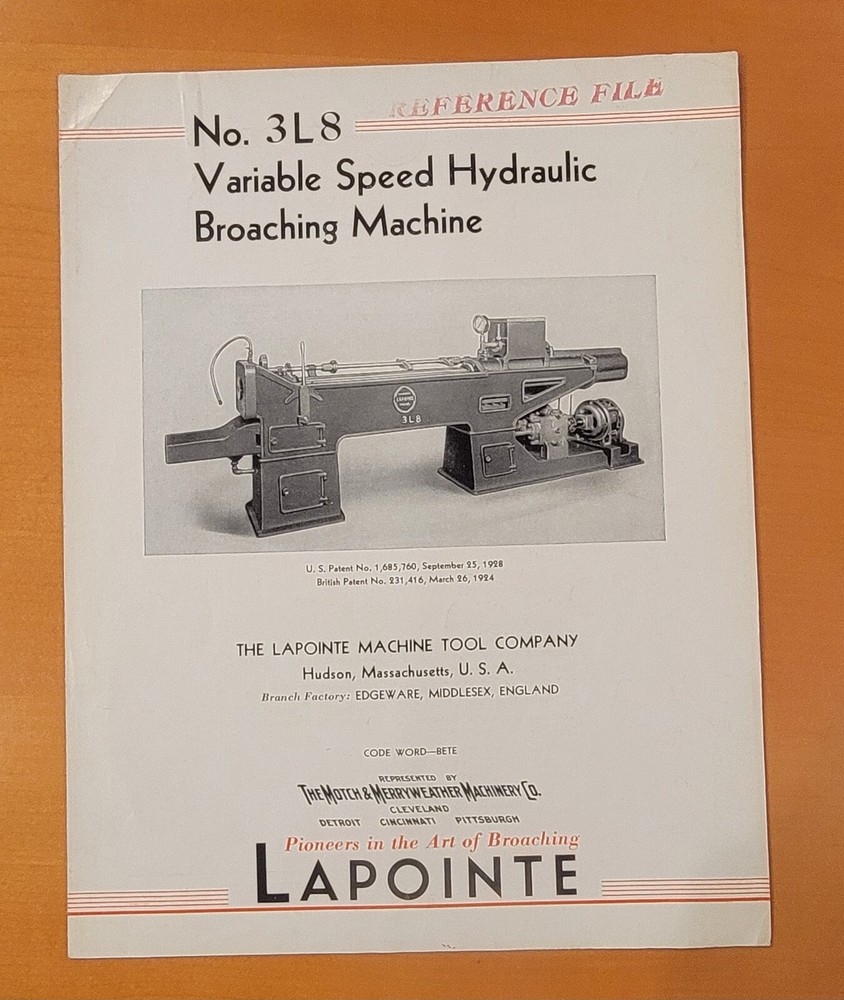 REFERENCE FILE
No. 3L8
Variable Speed Hydraulic
Broaching Machine
LAPOINTE
3L8
U. S. Patent No. 1,685,760, September 25, 1928
British Patent No. 231,416, March 26, 1924
THE LAPOINTE MACHINE TOOL COMPANY
Hudson, Massachusetts, U. S. A.
Branch Factory: EDGEWARE, MIDDLESEX, ENGLAND
CODE WORD—BETE
REPRESENTED BY
THE MOTCH & MERRYWEATHER MACHINERY CO.
CLEVELAND
DETROIT CINCINNATI PITTSBURGH
Pioneers in the Art of Broaching
LAPOINTE